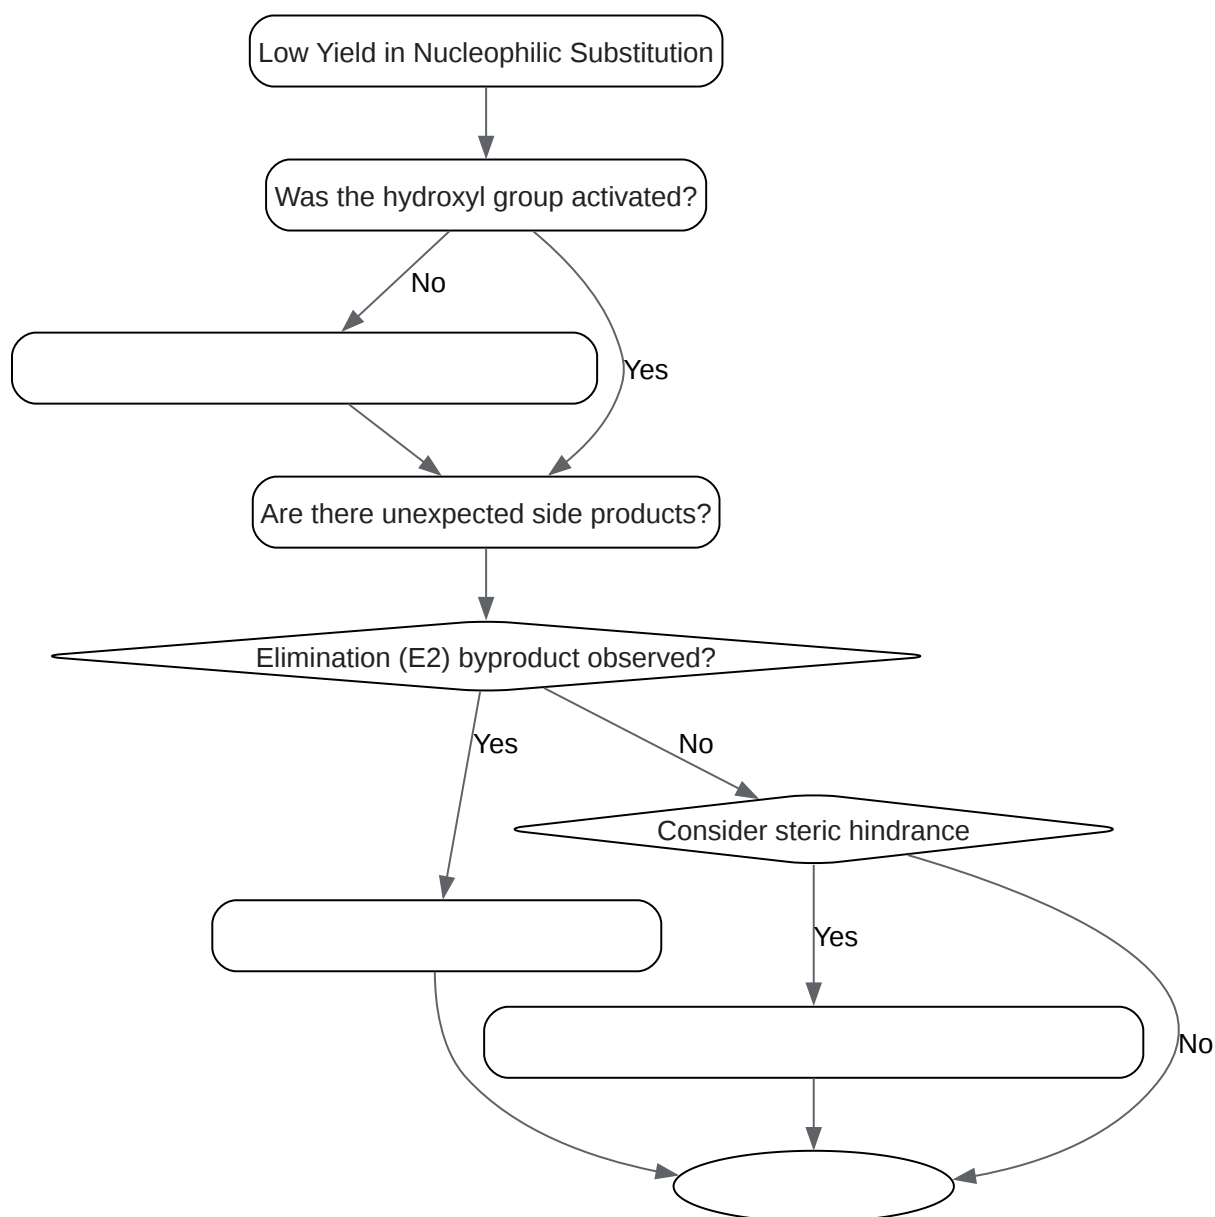 Low Yield in Nucleophilic Substitution
Was the hydroxyl group activated?
No
Yes
Are there unexpected side products?
Elimination (E2) byproduct observed?
Yes
No
Consider steric hindrance
Yes
No